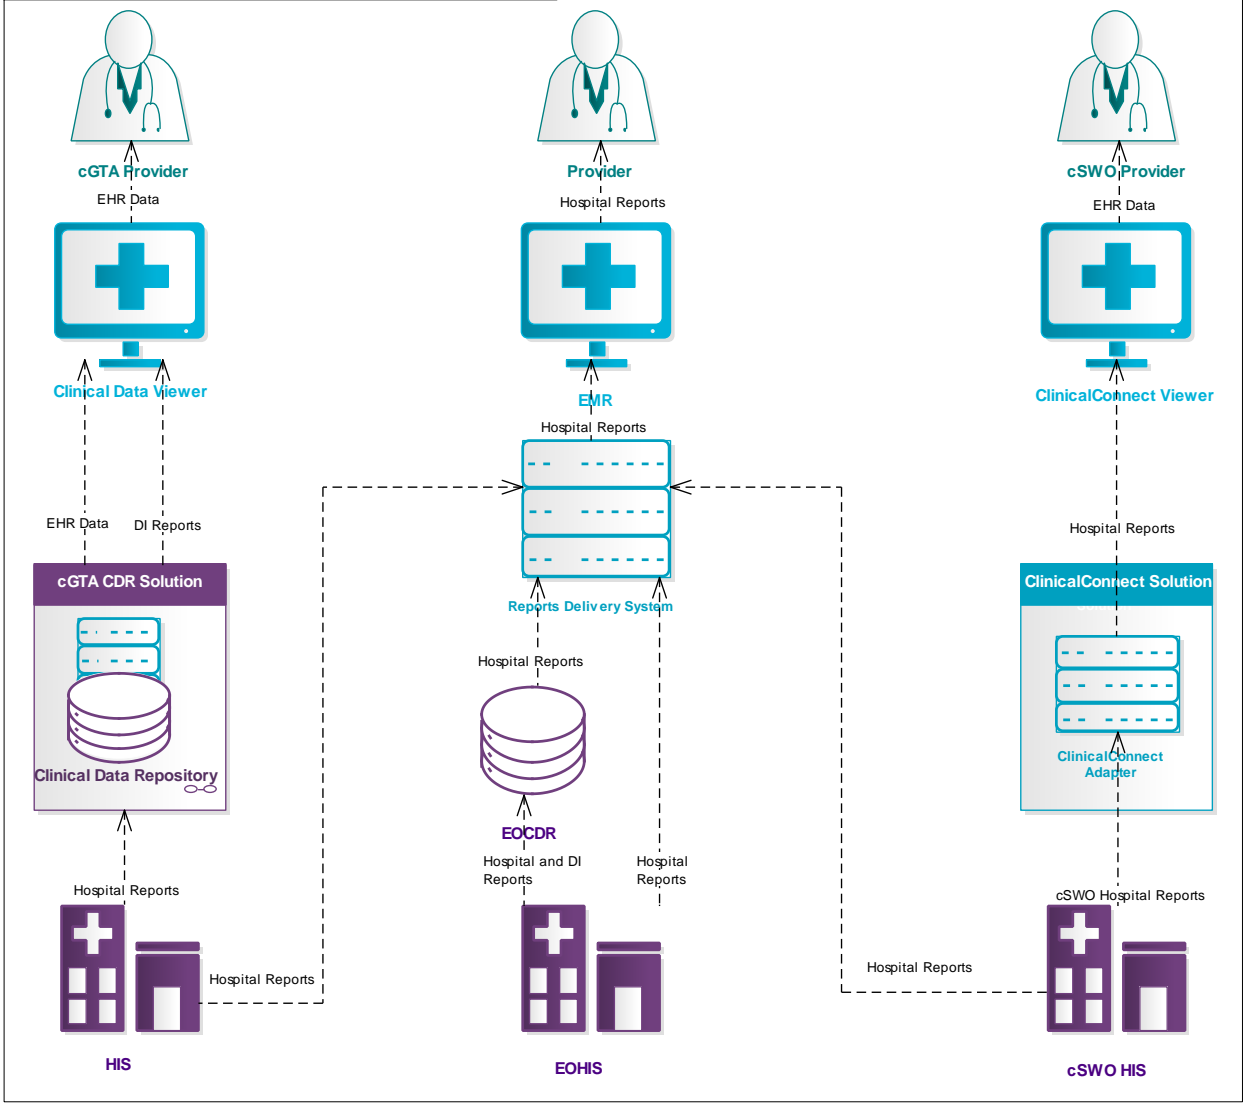 cGTA Provider
Provider
cSWO Provider
EHR Data
Hospital Reports
EHR Data
Clinical Data Viewer
EMR
ClinicalConnect Viewer
Hospital Reports
EHR Data
DI Reports
Hospital Reports
cGTA CDR Solution
ClinicalConnect Solution
Reports Delivery System
Hospital Reports
Clinical Data Repository
ClinicalConnect
Adapter
EOCDR
Hospital and DI
Reports
Hospital
Reports
Hospital Reports
cSWO Hospital Reports
Hospital Reports
Hospital Reports
HIS
EOHIS
cSWO HIS